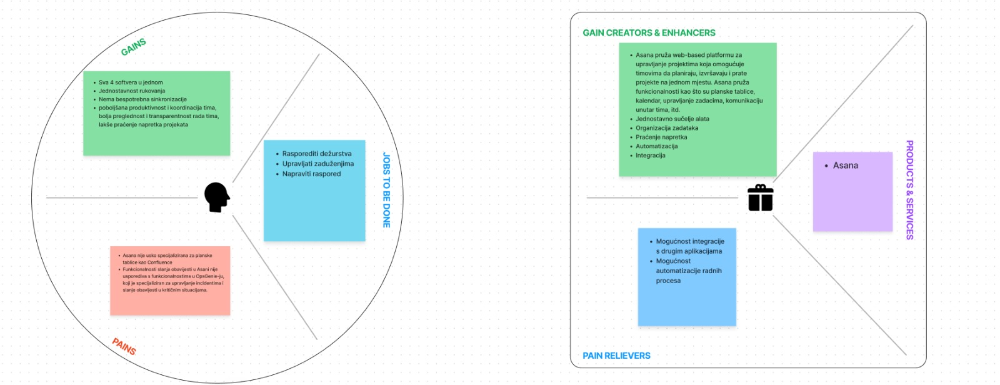 GAINS
• Sva 4 softvera u jednom
• Jednostavnost rukovanja
• Nema bespotrebna sinkronizacije
• poboljšana produktivnost i koordinacija tima,
bolja preglednost i transparentnost rada tima,
lakše praćenje napretka projekata
JOBS TO BE DONE
• Rasporediti dežurstva
• Upravljati zaduženjima
• Napraviti raspored
• Asana nije usko specijalizirana za planske
tablice kao Confluence
• Funkcionalnosti slanja obavijesti u Asani nije
usporediva s funkcionalnostima u OpsGenie-ju,
koji je specijaliziran za upravljanje incidentima i
slanje obavijesti u kritičnim situacijama.
PAINS
GAIN CREATORS & ENHANCERS
• Asana pruža web-based platformu za
upravljanje projektima koja omogućuje
timovima da planiraju, izvršavaju i prate
projekte na jednom mjestu. Asana pruža
funkcionalnosti kao što su planske tablice,
kalendar, upravljanje zadacima, komunikaciju
unutar tima, itd.
• Jednostavno sučelje alata
• Organizacija zadataka
• Praćenje napretka
• Automatizacija
• Integracija
PRODUCTS & SERVICES
• Asana
• Mogućnost integracije
s drugim aplikacijama
• Mogućnost
automatizacije radnih
procesa
PAIN RELIEVERS